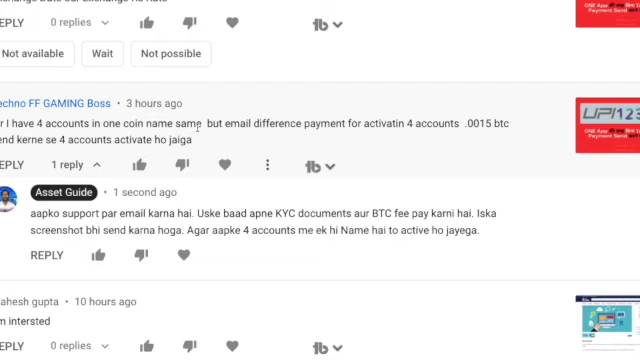 REPLY 0 replies
Not available Wait Not possible
echno FF GAMING Boss • 3 hours ago
r I have 4 accounts in one coin name same but email difference payment for activatin 4 accounts .0015 btc
end kerne se 4 accounts activate ho jaiga
EPLY 1 reply
UPI123
Asset Guide • 1 second ago
aapko support par email karna hai. Uske baad apne KYC documents aur BTC fee pay karni hai. Iska
screenshot bhi send karna hoga. Agar aapke 4 accounts me ek hi Name hai to active ho jayega.
REPLY
ahesh gupta • 10 hours ago
m intersted
EPLY 0 replies